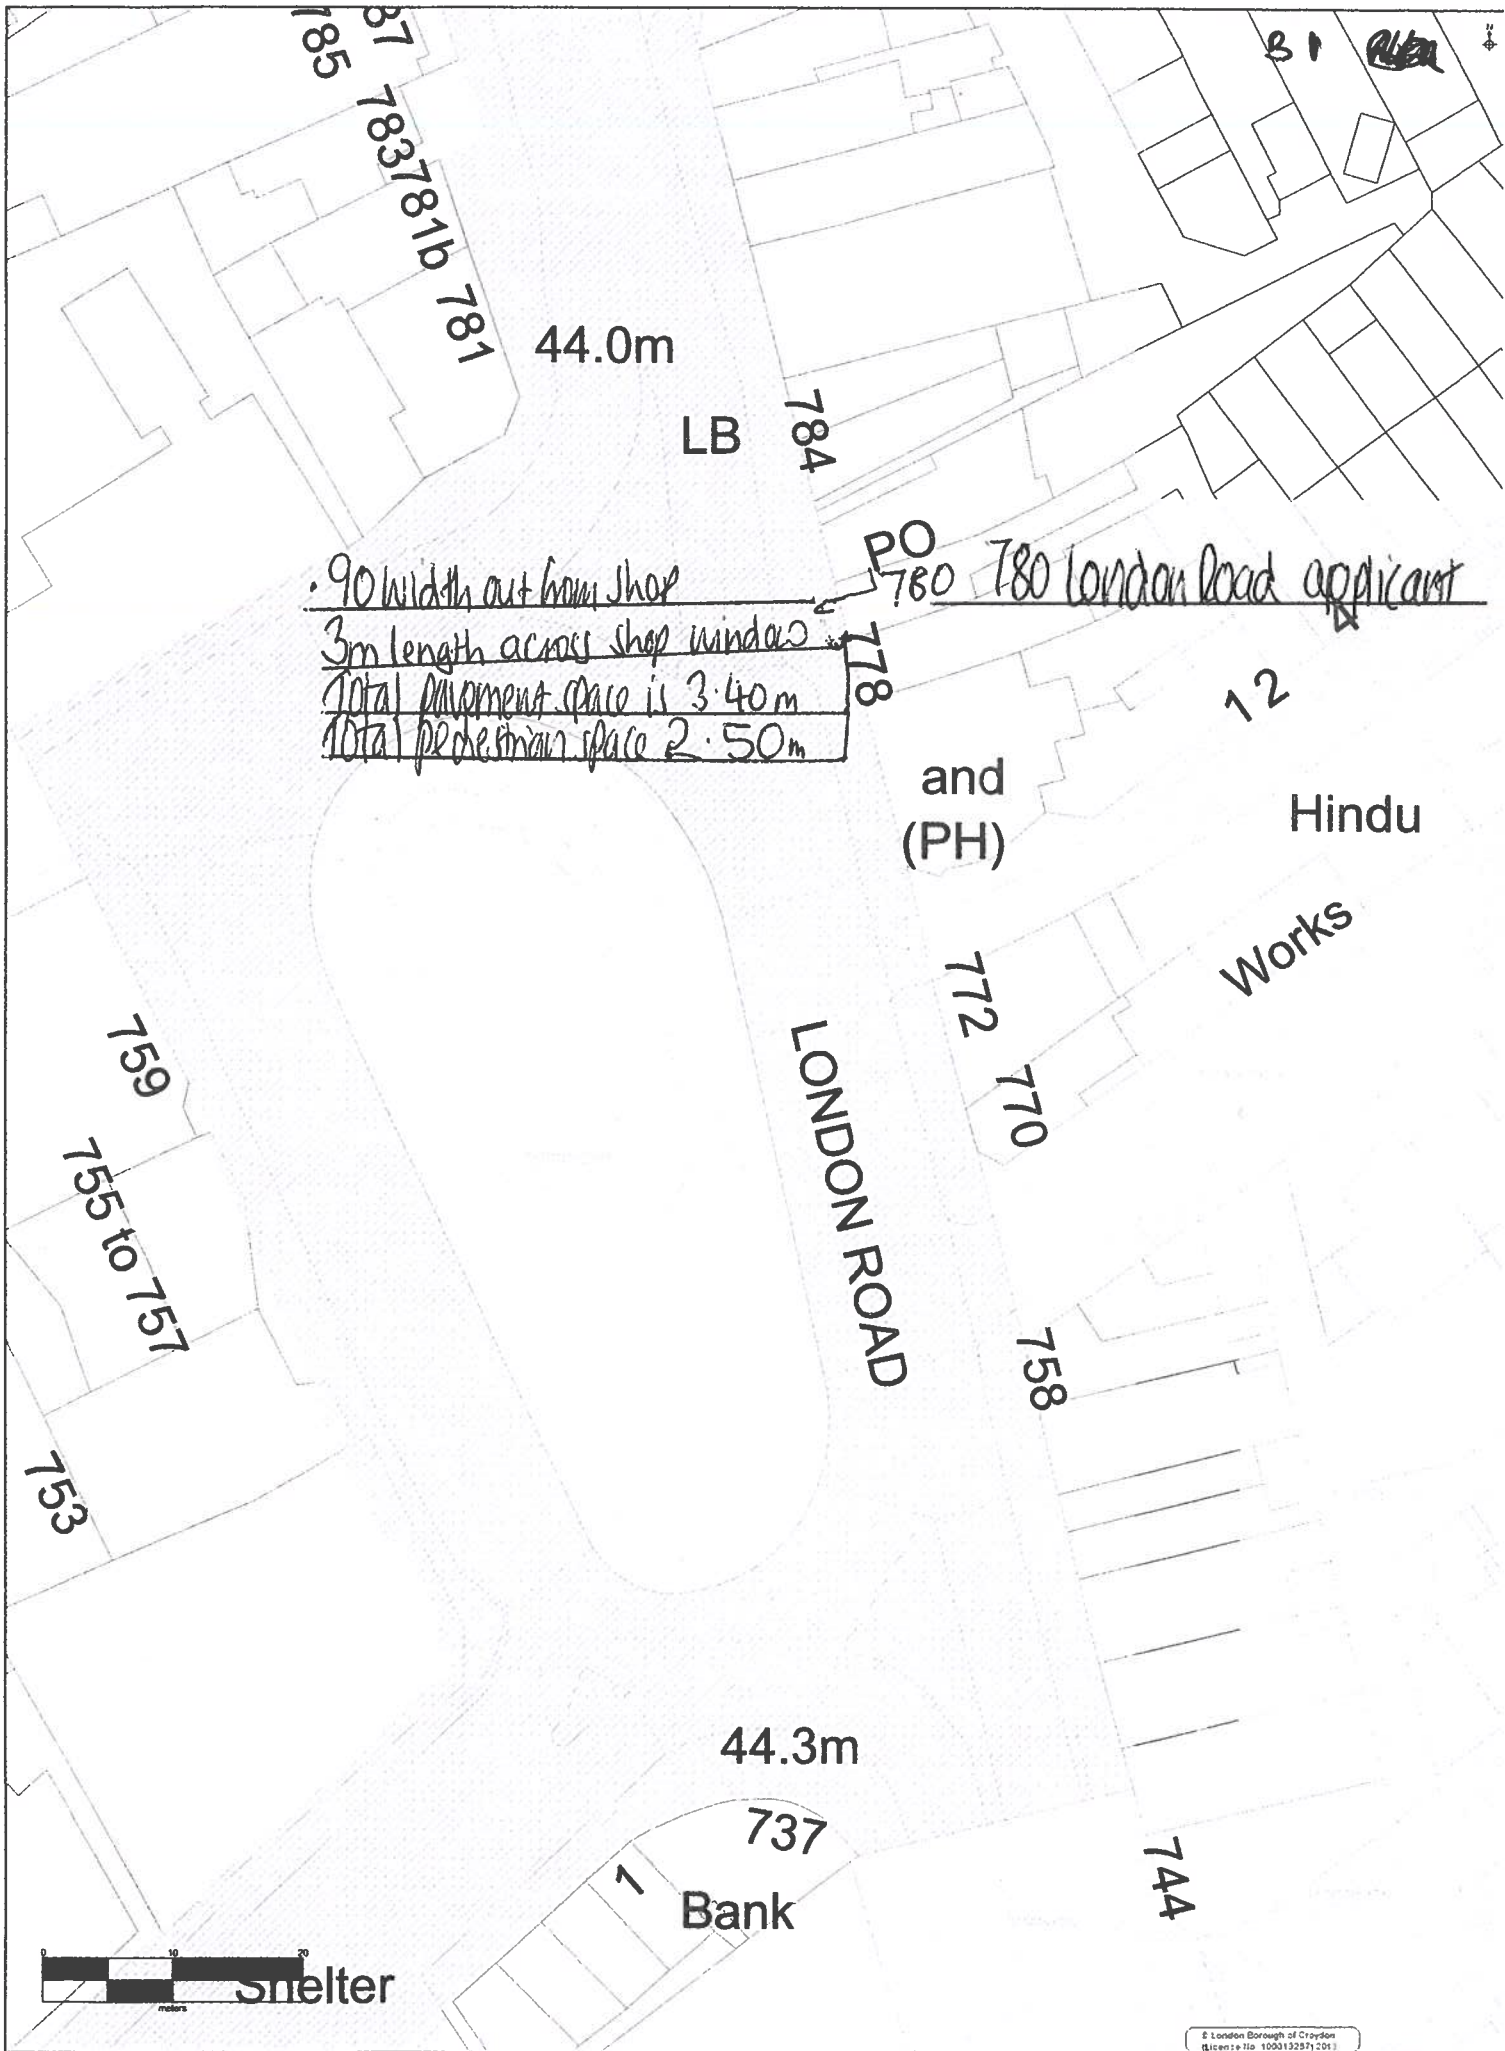 87
785
B 1
N
783
781b
781
44.0m
LB
784
PO
780
780 London Road applicant
.90 width out from shop
3m length across shop window
Total pavement space is 3.40m
Total pedestrian space 2.50m
778
12
and
(PH)
Hindu
Works
772
770
759
LONDON ROAD
755 to 757
758
753
44.3m
737
1
Bank
744
0 10 20
meters
Shelter
© London Borough of Croydon